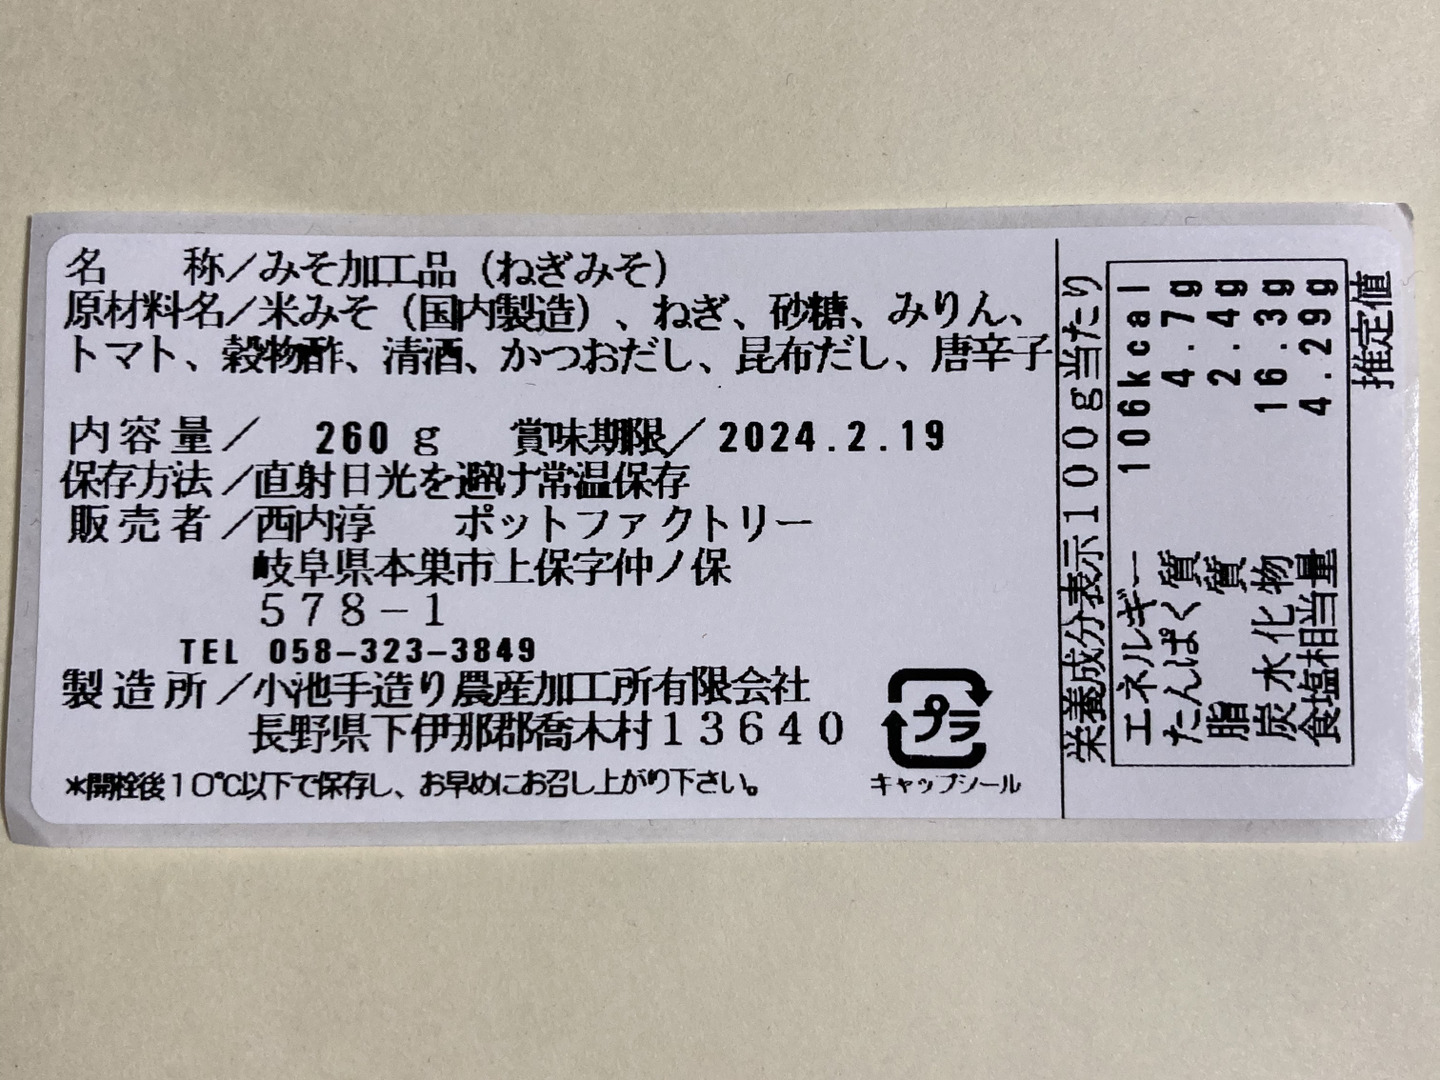 名　　称／みそ加工品（ねぎみそ）
原材料名／米みそ（国内製造）、ねぎ、砂糖、みりん、
トマト、穀物酢、清酒、かつおだし、昆布だし、唐辛子
内容量／　260 g　賞味期限／2024.2.19
保存方法／直射日光を避け常温保存
販売者／西内淳　ポットファクトリー
岐阜県本巣市上保字仲ノ保
578－1
TEL 058-323-3849
製造所／小池手造り農産加工所有限会社
長野県下伊那郡喬木村13640
*開栓後10℃以下で保存し、お早めにお召し上がり下さい。
プラ
キャップシール
栄養成分表示100g当たり
エネルギー　106kcal
たんぱく質　4.7g
脂質　2.4g
炭水化物　16.3g
食塩相当量　4.29g
推定値